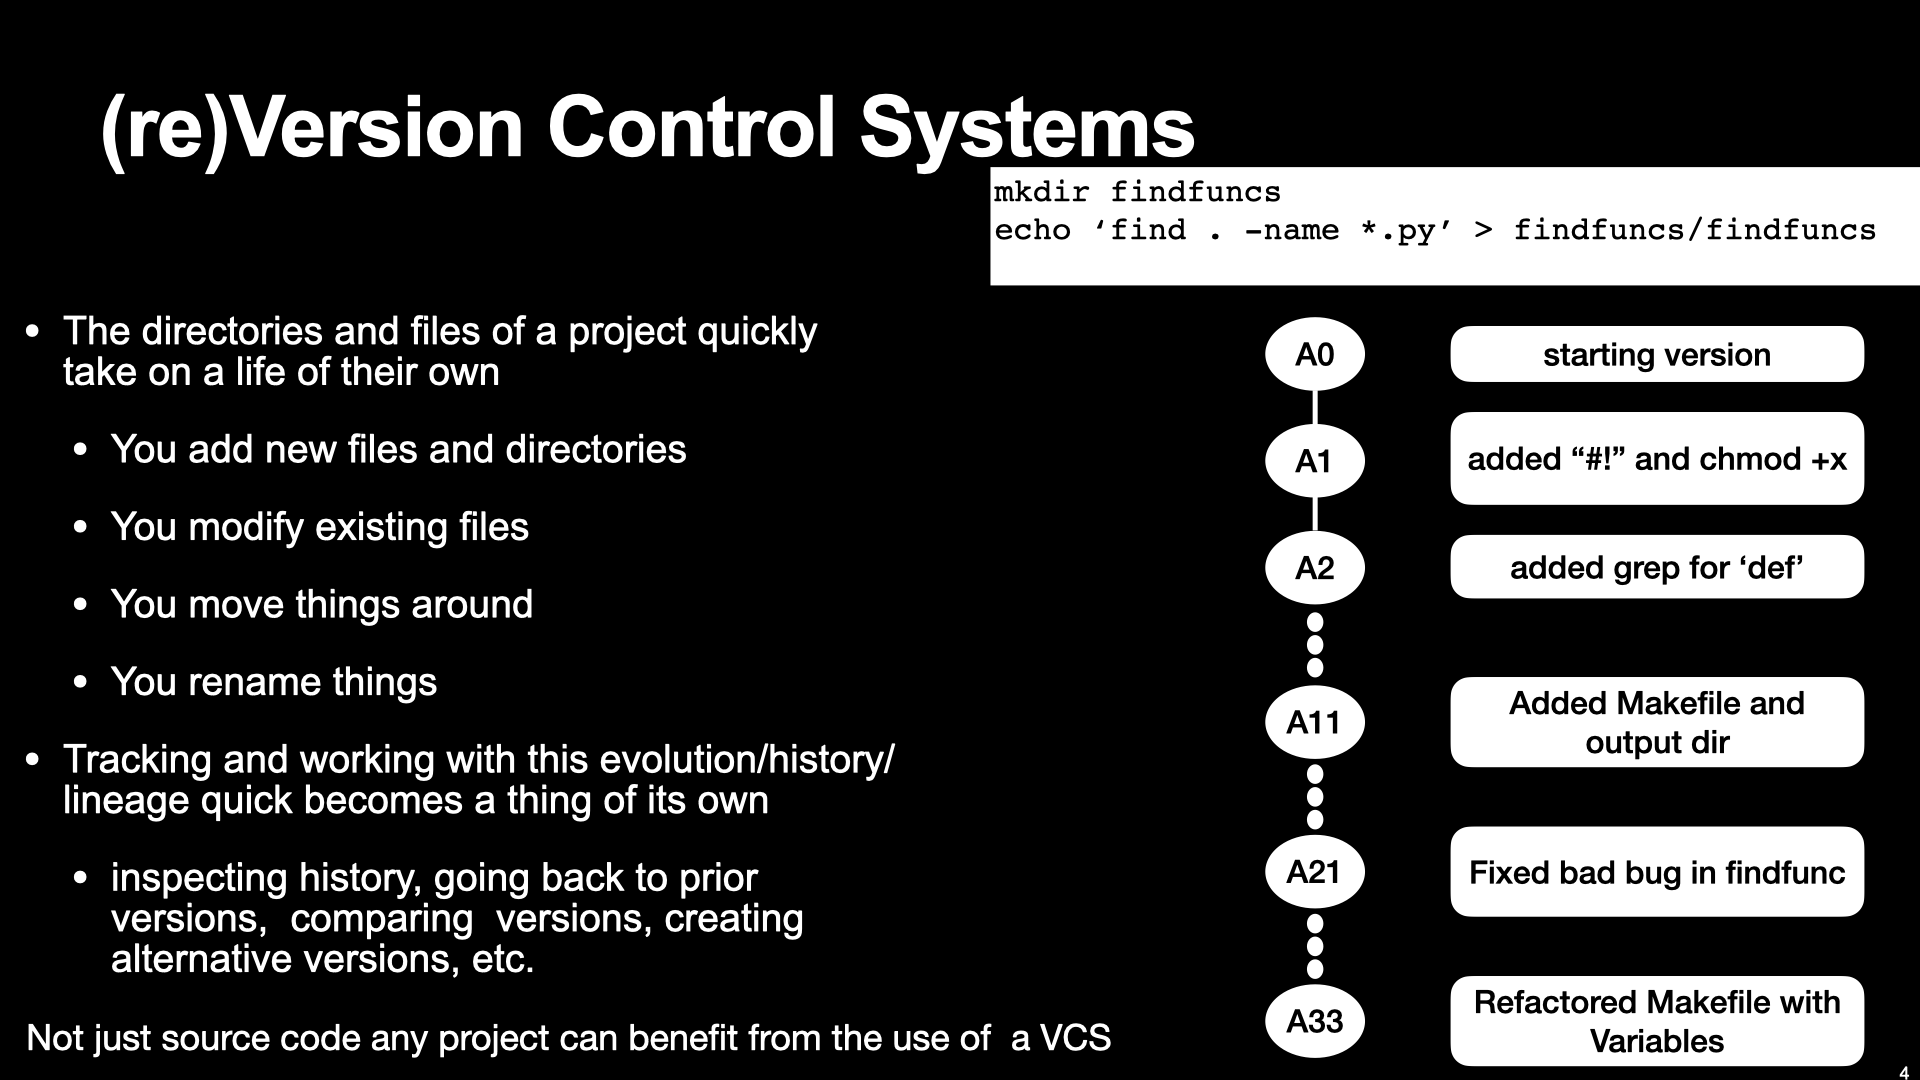 (re)Version Control Systems
mkdir findfuncs
echo ‘find . -name *.py’ > findfuncs/findfuncs
• The directories and files of a project quickly
take on a life of their own
• You add new files and directories
• You modify existing files
• You move things around
• You rename things
• Tracking and working with this evolution/history/
lineage quick becomes a thing of its own
• inspecting history, going back to prior
versions,  comparing  versions, creating
alternative versions, etc.
Not just source code any project can benefit from the use of  a VCS
A0
starting version
A1
added “#!” and chmod +x
A2
added grep for ‘def’
A11
Added Makefile and
output dir
A21
Fixed bad bug in findfunc
A33
Refactored Makefile with
Variables
4